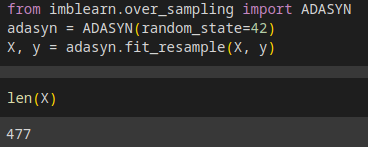 from imblearn.over_sampling import ADASYN
adasyn = ADASYN(random_state=42)
X, y = adasyn.fit_resample(X, y)
len(X)
477